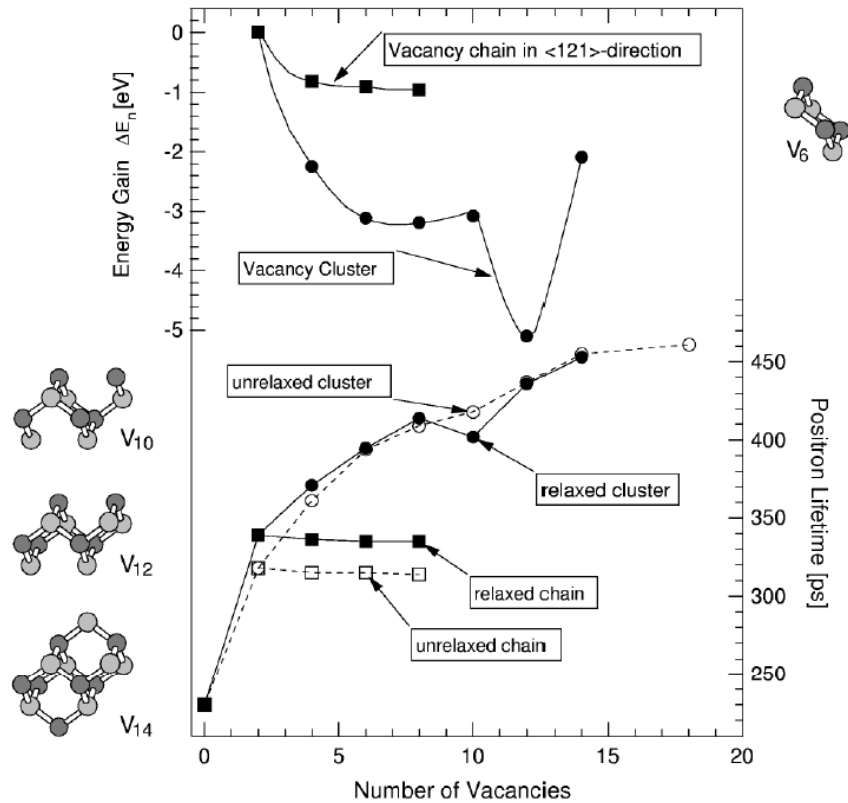 0
-1
-2
-3
-4
-5
Energy Gain ΔE_n [eV]
Vacancy chain in <121>-direction
Vacancy Cluster
V6
unrelaxed cluster
relaxed cluster
relaxed chain
unrelaxed chain
V10
V12
V14
450
400
350
300
250
Positron Lifetime [ps]
0 5 10 15 20
Number of Vacancies